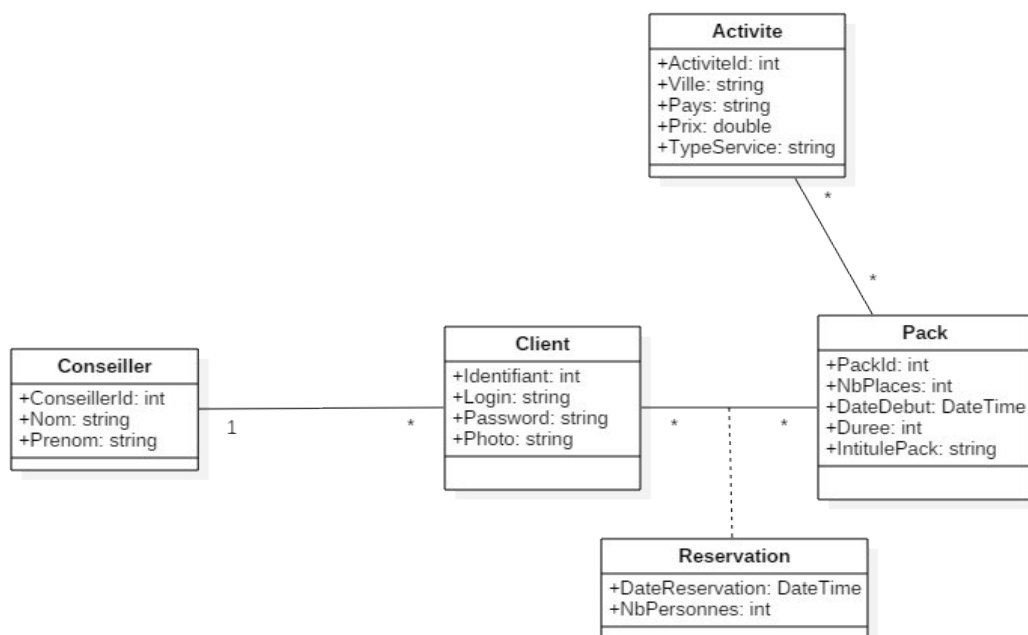 Activite
+ActiviteId: int
+Ville: string
+Pays: string
+Prix: double
+TypeService: string
*
*
Conseiller
+ConseillerId: int
+Nom: string
+Prenom: string
1
*
Client
+Identifiant: int
+Login: string
+Password: string
+Photo: string
*
*
Pack
+PackId: int
+NbPlaces: int
+DateDebut: DateTime
+Duree: int
+IntitulePack: string
Reservation
+DateReservation: DateTime
+NbPersonnes: int